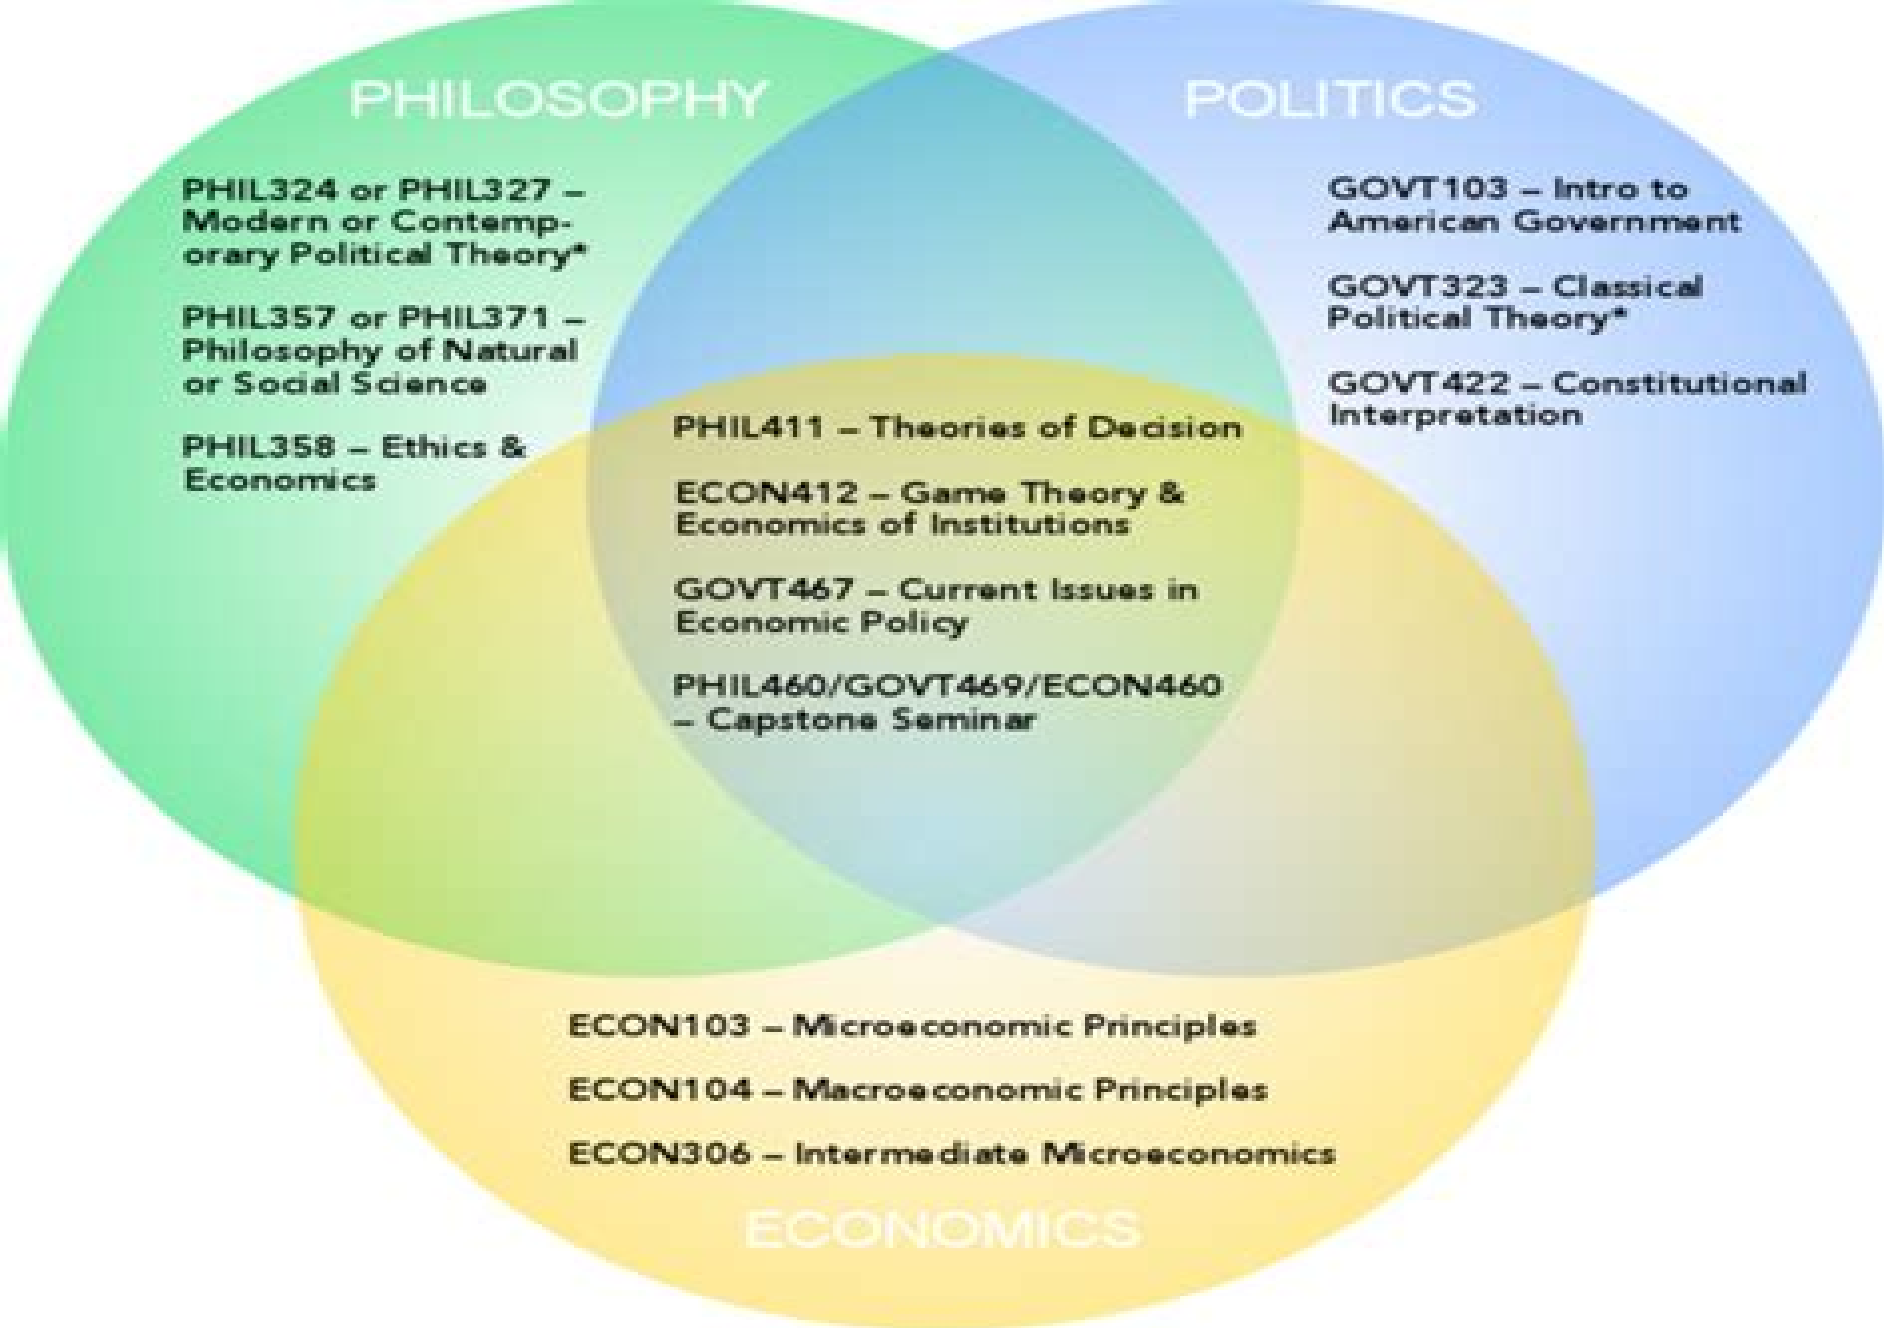 PHILOSOPHY
PHIL324 or PHIL327 –
Modern or Contemp-
orary Political Theory*
PHIL357 or PHIL371 –
Philosophy of Natural
or Social Science
PHIL358 – Ethics &
Economics
POLITICS
GOVT103 – Intro to
American Government
GOVT323 – Classical
Political Theory*
GOVT422 – Constitutional
Interpretation
PHIL411 – Theories of Decision
ECON412 – Game Theory &
Economics of Institutions
GOVT467 – Current Issues in
Economic Policy
PHIL460/GOVT469/ECON460
– Capstone Seminar
ECON103 – Microeconomic Principles
ECON104 – Macroeconomic Principles
ECON306 – Intermediate Microeconomics
ECONOMICS